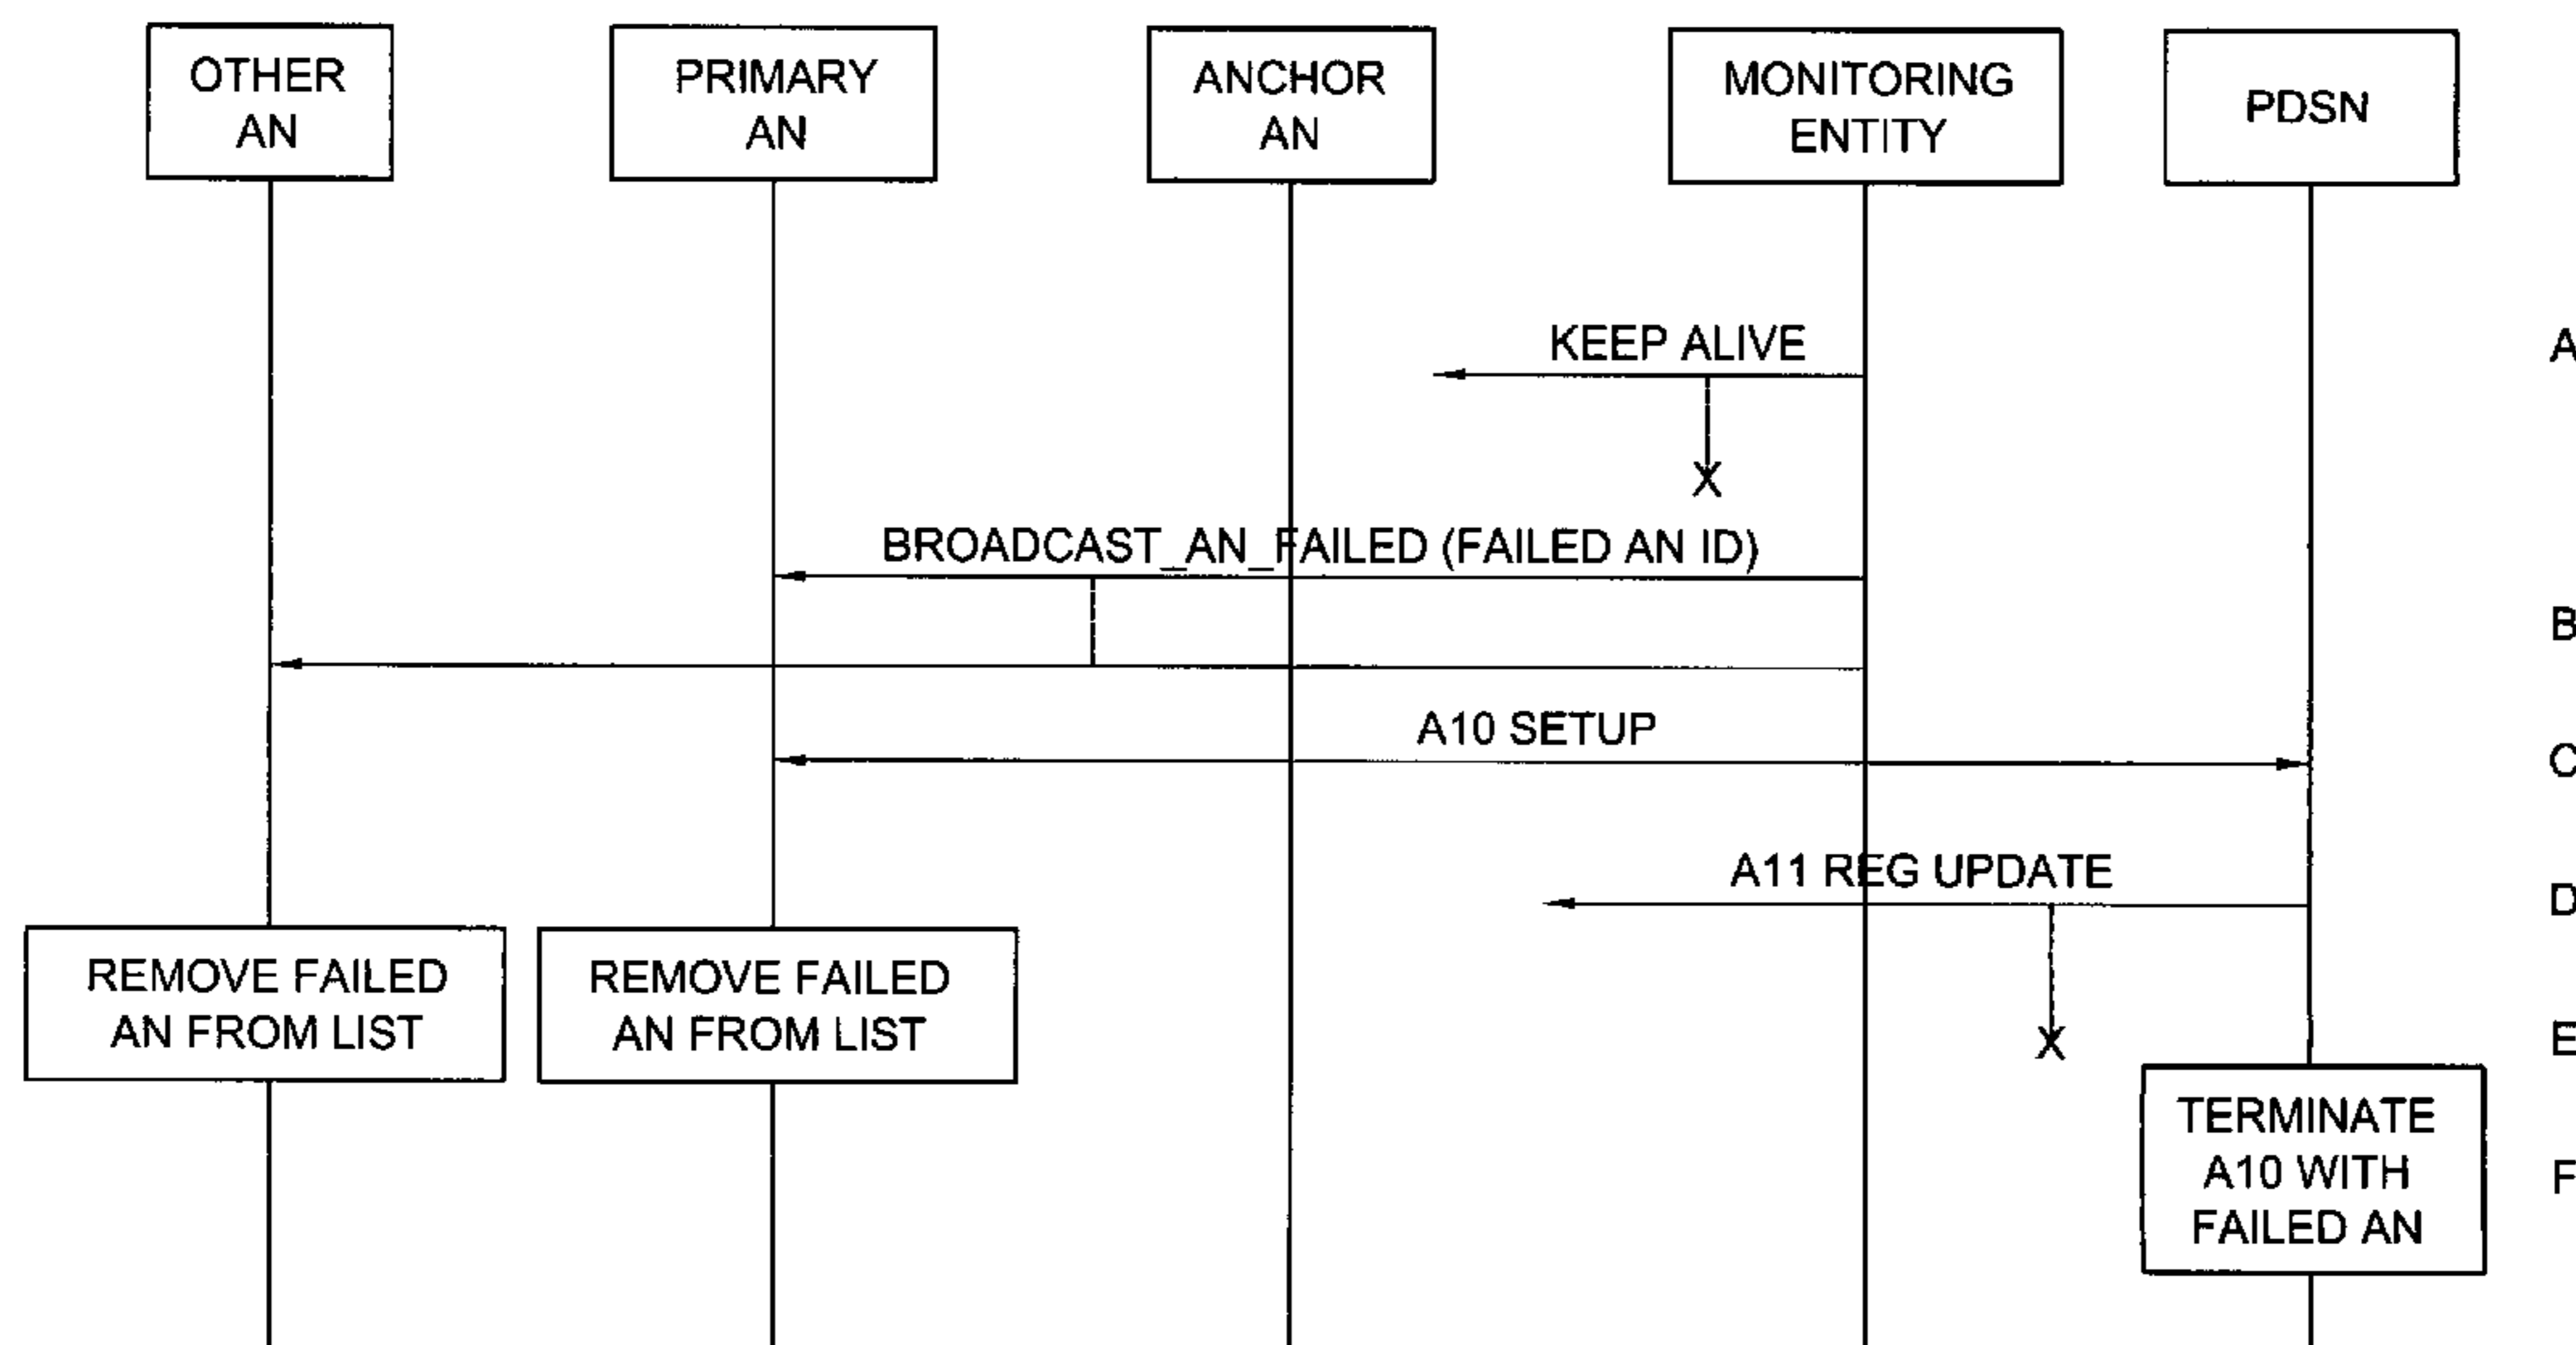 OTHER
AN
PRIMARY
AN
ANCHOR
AN
MONITORING
ENTITY
PDSN
KEEP ALIVE
A
X
BROADCAST_AN_FAILED (FAILED AN ID)
B
A10 SETUP
C
A11 REG UPDATE
D
REMOVE FAILED
AN FROM LIST
REMOVE FAILED
AN FROM LIST
X
E
TERMINATE
A10 WITH
FAILED AN
F